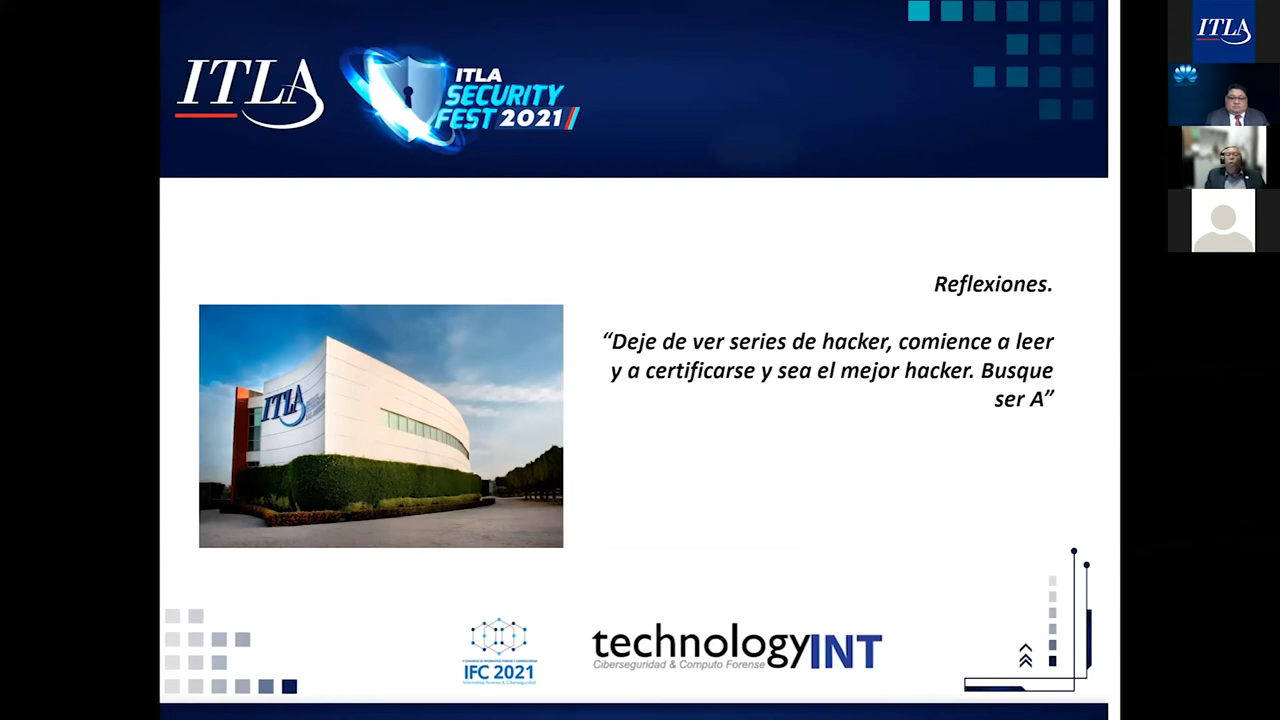 ITLA
ITLA
SECURITY
FEST 2021
ITLA
Reflexiones.
“Deje de ver series de hacker, comience a leer
y a certificarse y sea el mejor hacker. Busque
ser A”
ITLA
IFC 2021
technologyINT
Ciberseguridad & Computo Forense